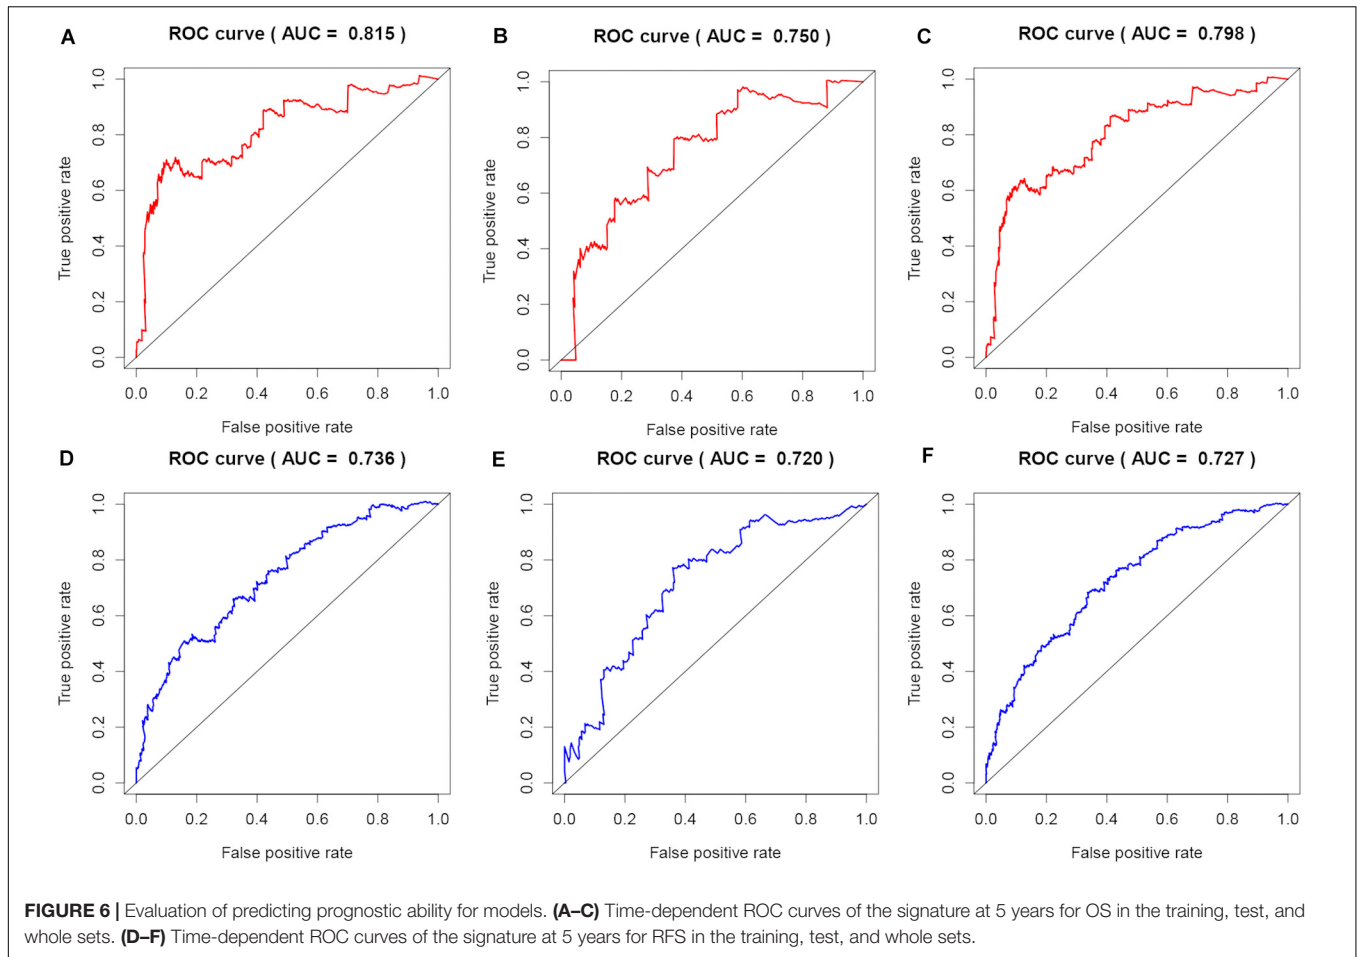 A
ROC curve ( AUC = 0.815 )
True positive rate
0.0 0.2 0.4 0.6 0.8 1.0
0.0 0.2 0.4 0.6 0.8 1.0
False positive rate
B
ROC curve ( AUC = 0.750 )
True positive rate
0.0 0.2 0.4 0.6 0.8 1.0
0.0 0.2 0.4 0.6 0.8 1.0
False positive rate
C
ROC curve ( AUC = 0.798 )
True positive rate
0.0 0.2 0.4 0.6 0.8 1.0
0.0 0.2 0.4 0.6 0.8 1.0
False positive rate
D
ROC curve ( AUC = 0.736 )
True positive rate
0.0 0.2 0.4 0.6 0.8 1.0
0.0 0.2 0.4 0.6 0.8 1.0
False positive rate
E
ROC curve ( AUC = 0.720 )
True positive rate
0.0 0.2 0.4 0.6 0.8 1.0
0.0 0.2 0.4 0.6 0.8 1.0
False positive rate
F
ROC curve ( AUC = 0.727 )
True positive rate
0.0 0.2 0.4 0.6 0.8 1.0
0.0 0.2 0.4 0.6 0.8 1.0
False positive rate
FIGURE 6 | Evaluation of predicting prognostic ability for models. (A–C) Time-dependent ROC curves of the signature at 5 years for OS in the training, test, and
whole sets. (D–F) Time-dependent ROC curves of the signature at 5 years for RFS in the training, test, and whole sets.